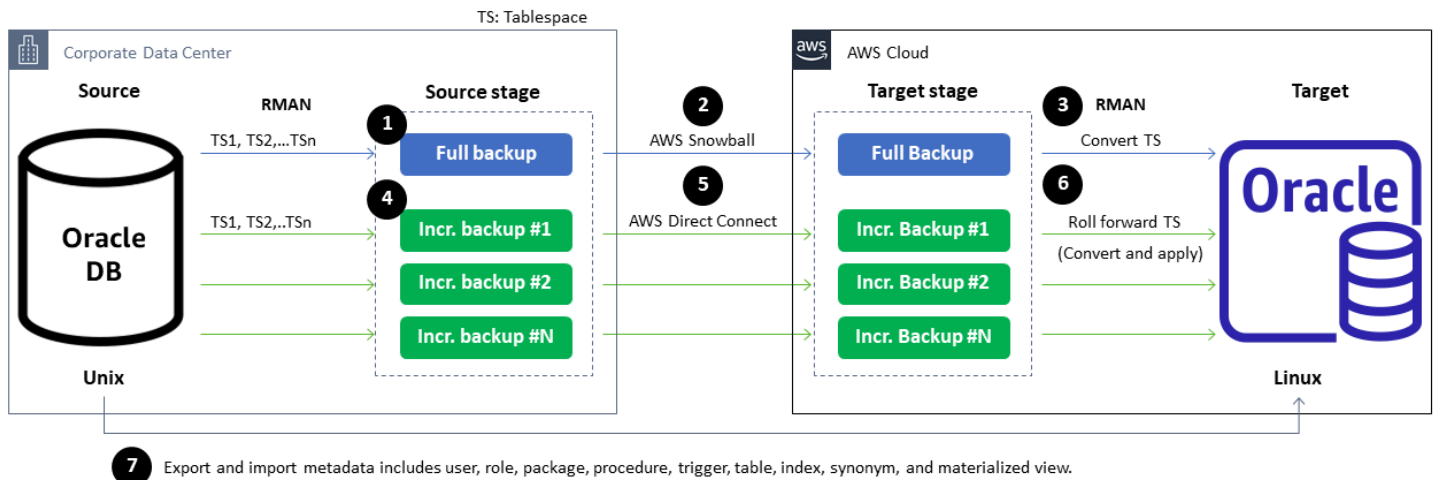 TS: Tablespace
Corporate Data Center
aws
AWS Cloud
Source
RMAN
Source stage
2
Target stage
3
RMAN
Target
1
TS1, TS2,...TSn
Full backup
AWS Snowball
Full Backup
Convert TS
Oracle
4
5
6
TS1, TS2,..TSn
Incr. backup #1
AWS Direct Connect
Incr. Backup #1
Roll forward TS
(Convert and apply)
Oracle
DB
Incr. backup #2
Incr. Backup #2
Incr. backup #N
Incr. Backup #N
Unix
Linux
7
Export and import metadata includes user, role, package, procedure, trigger, table, index, synonym, and materialized view.